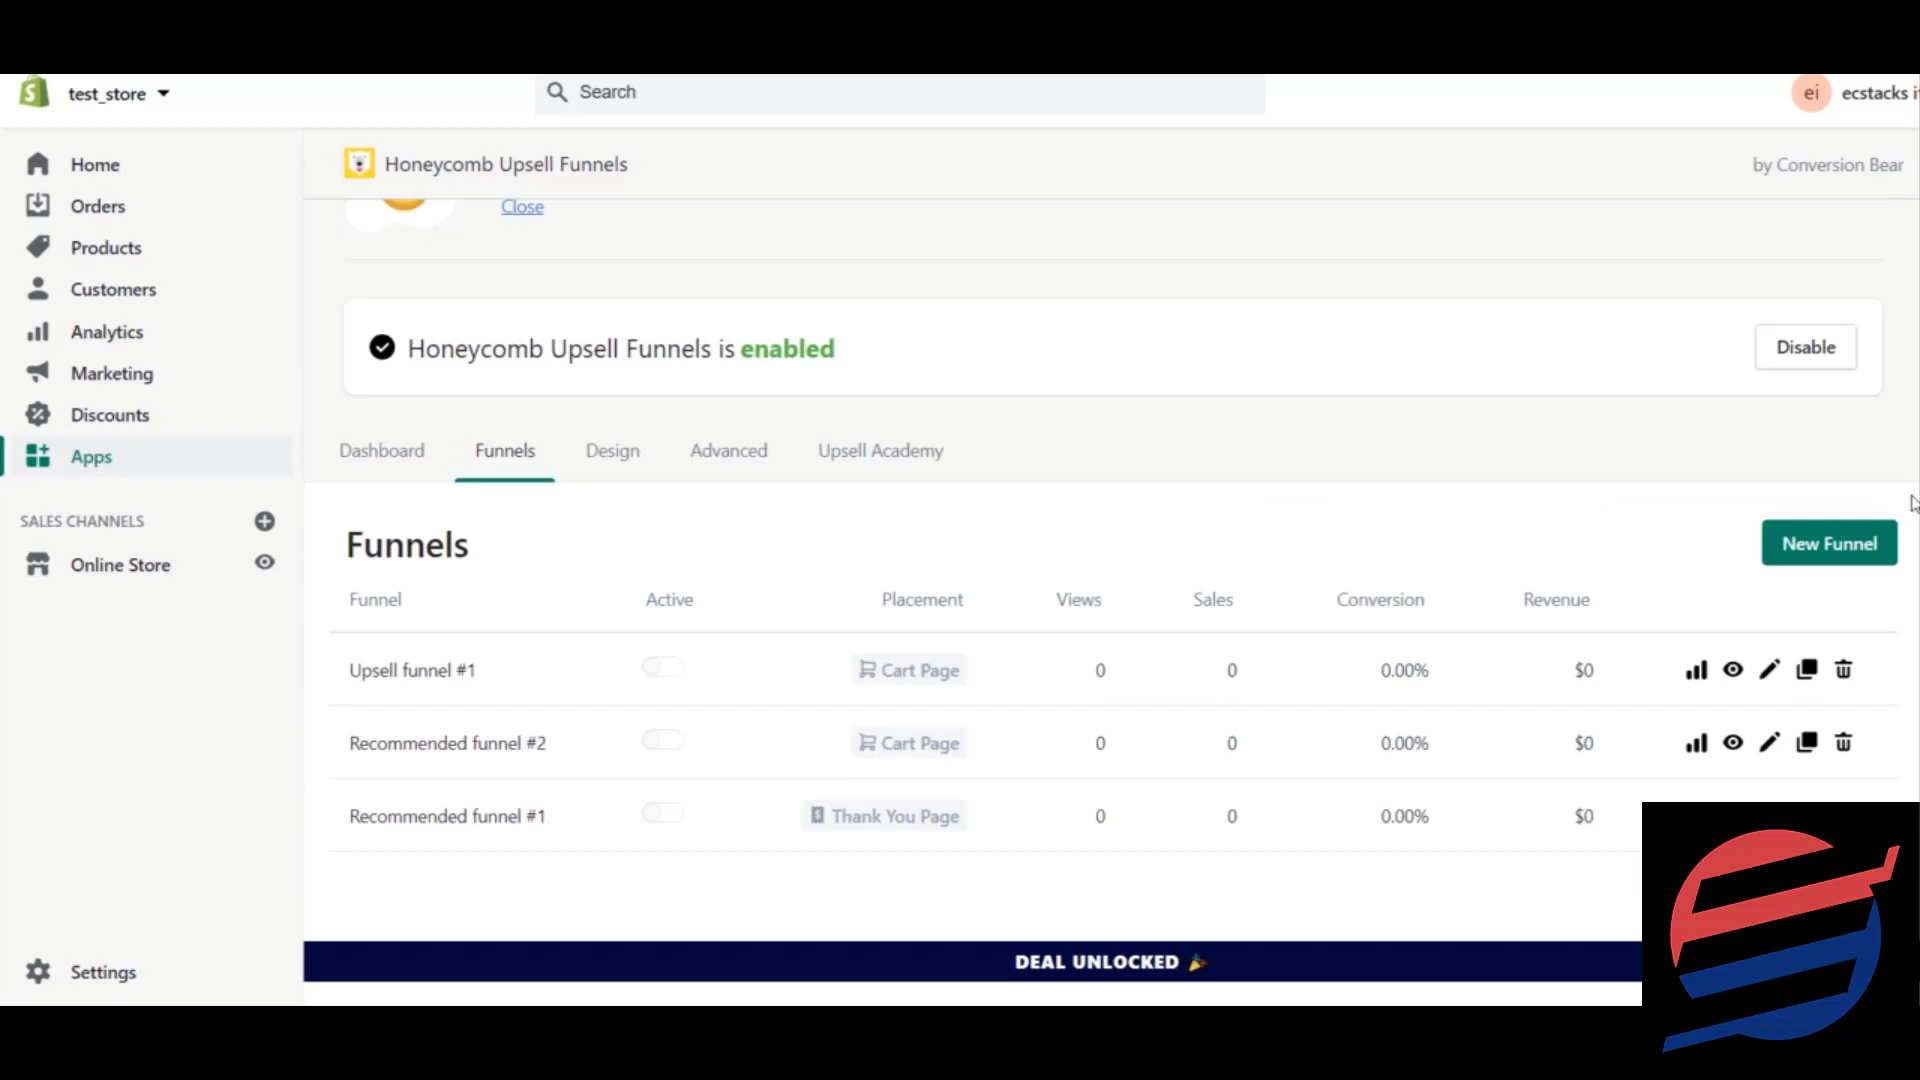 test_store
Search
ei
ecstacks
Home
Orders
Products
Customers
Analytics
Marketing
Discounts
Apps
SALES CHANNELS
Online Store
Settings
Honeycomb Upsell Funnels
by Conversion Bear
Close
Honeycomb Upsell Funnels is enabled
Disable
Dashboard Funnels Design Advanced Upsell Academy
Funnels
New Funnel
Funnel Active Placement Views Sales Conversion Revenue
Upsell funnel #1 Cart Page 0 0 0.00% $0
Recommended funnel #2 Cart Page 0 0 0.00% $0
Recommended funnel #1 Thank You Page 0 0 0.00% $0
DEAL UNLOCKED 🎉